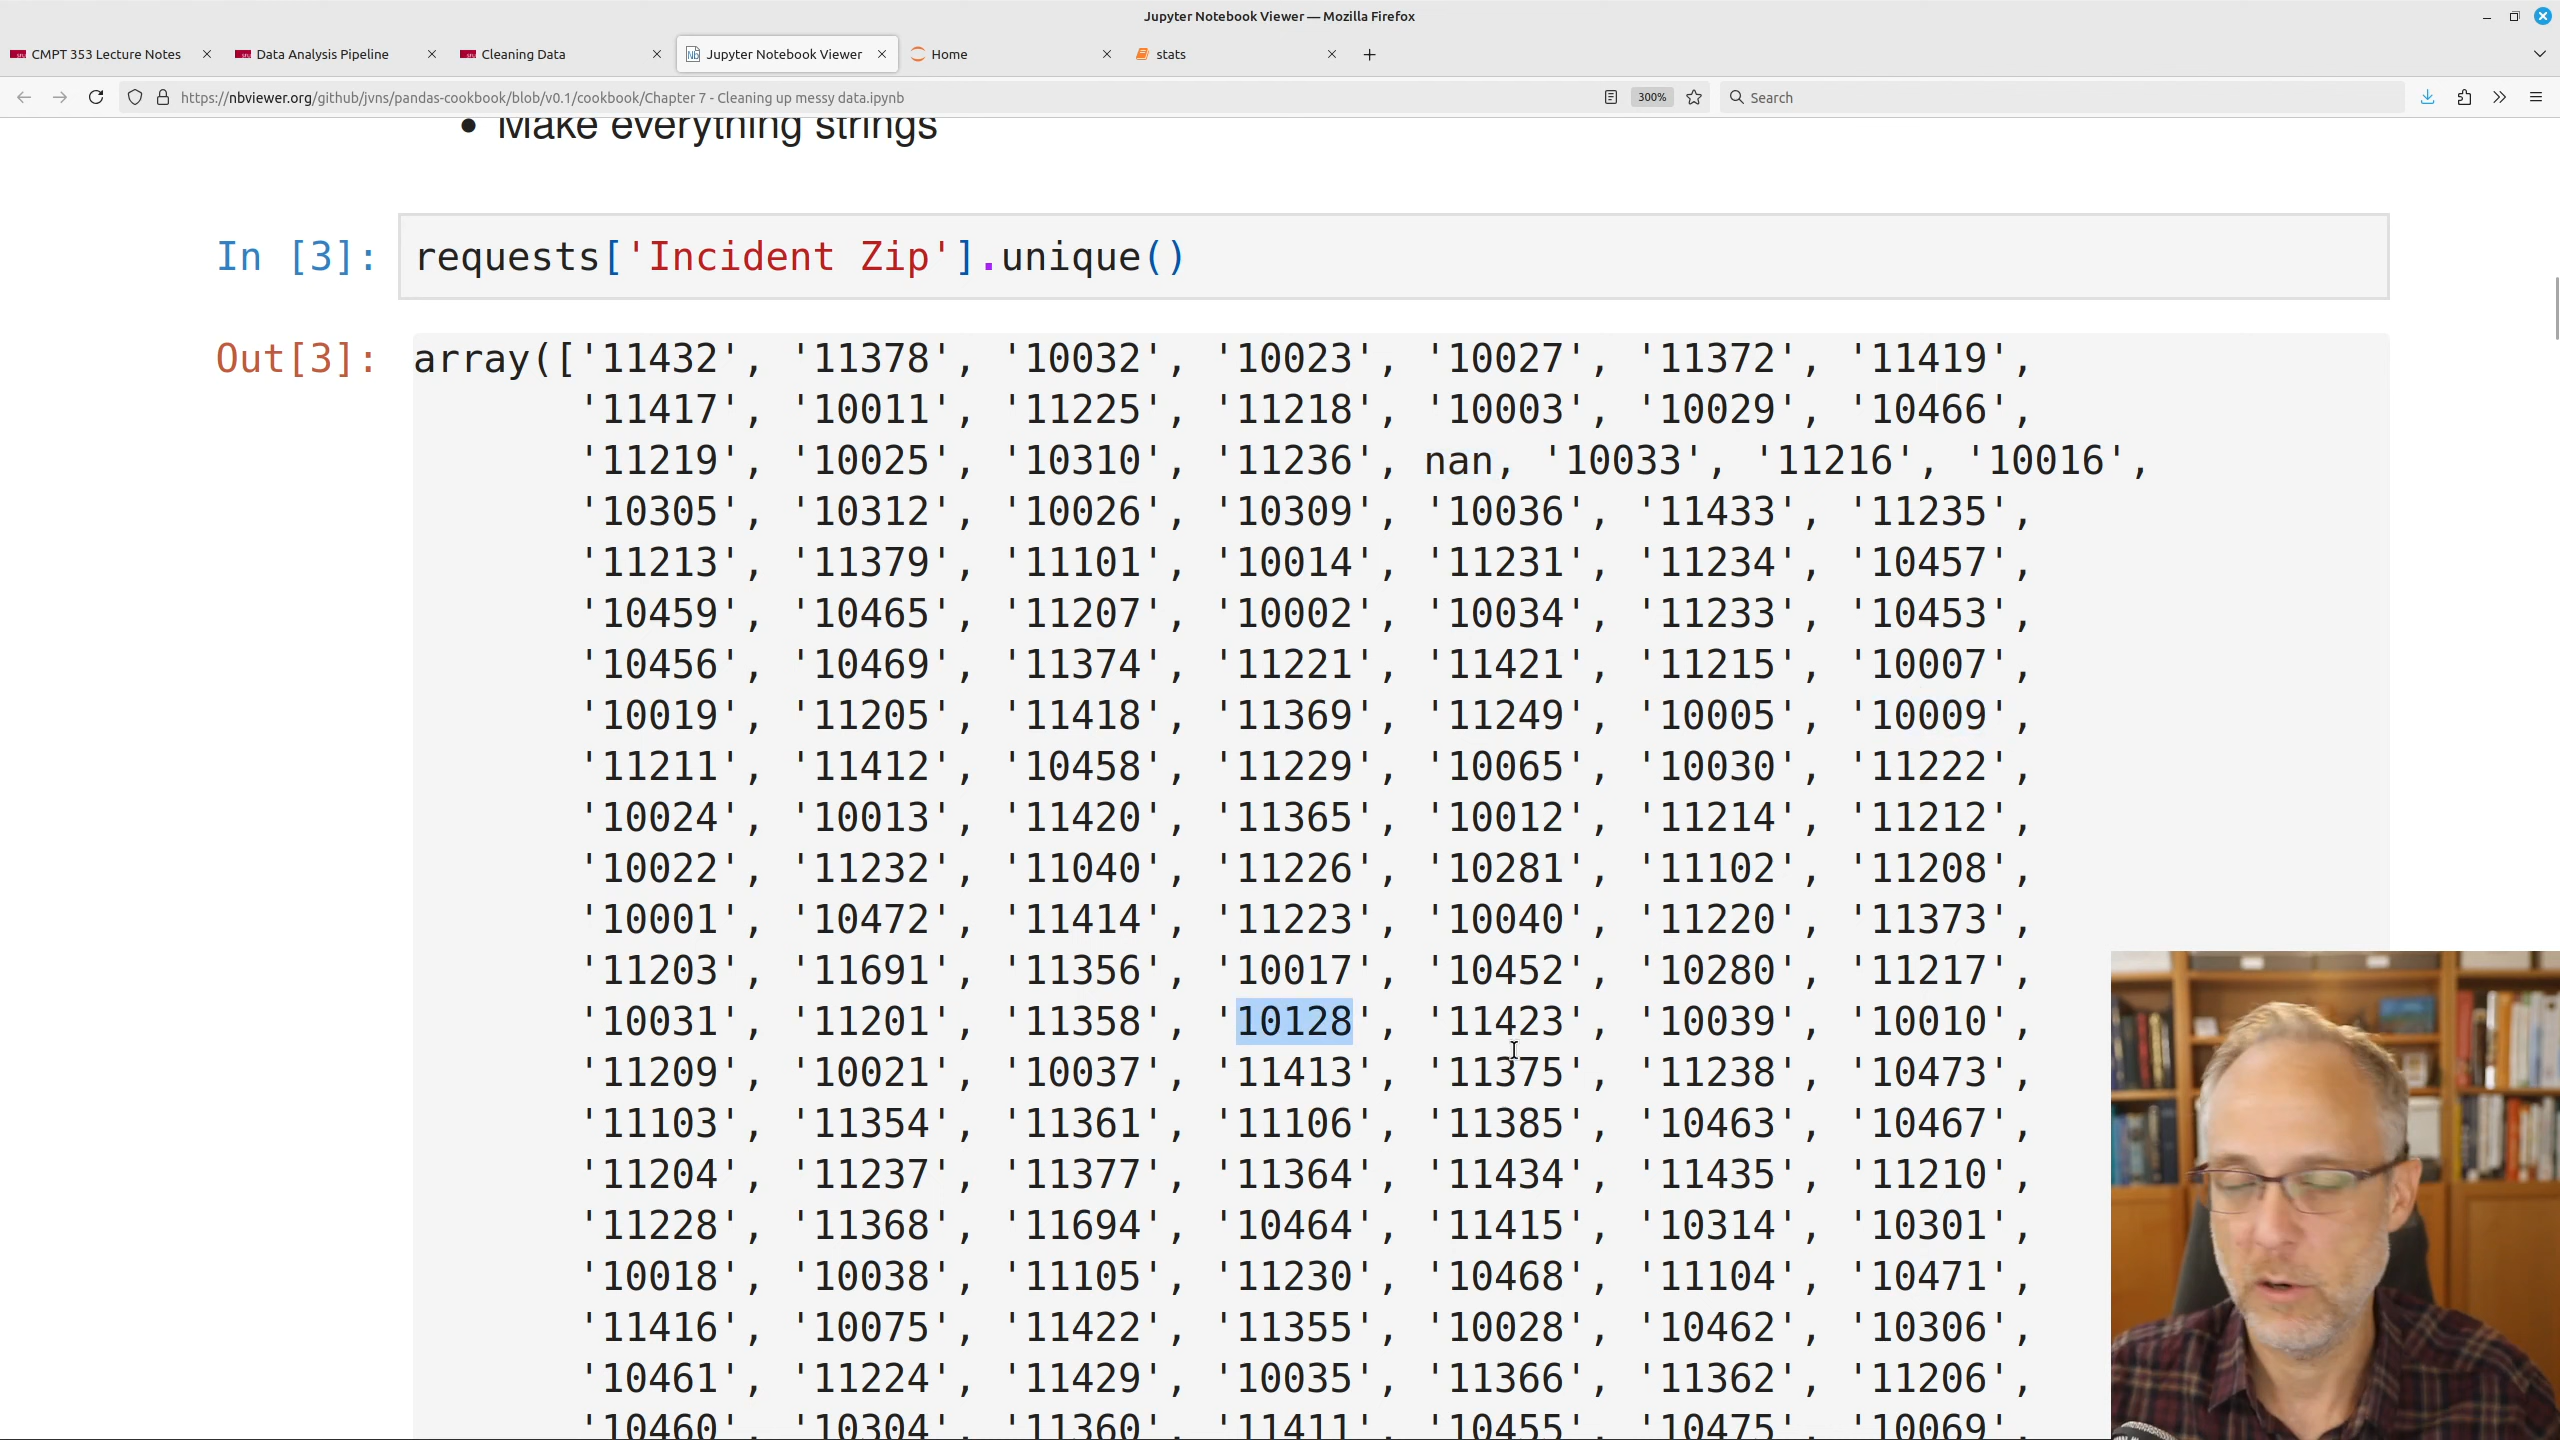 Jupyter Notebook Viewer — Mozilla Firefox
CMPT 353 Lecture Notes
Data Analysis Pipeline
Cleaning Data
Jupyter Notebook Viewer
Home
stats
https://nbviewer.org/github/jvns/pandas-cookbook/blob/v0.1/cookbook/Chapter 7 - Cleaning up messy data.ipynb
300%
Search
• Make everything strings
In [3]: requests['Incident Zip'].unique()
Out[3]: array(['11432', '11378', '10032', '10023', '10027', '11372', '11419',
'11417', '10011', '11225', '11218', '10003', '10029', '10466',
'11219', '10025', '10310', '11236', nan, '10033', '11216', '10016',
'10305', '10312', '10026', '10309', '10036', '11433', '11235',
'11213', '11379', '11101', '10014', '11231', '11234', '10457',
'10459', '10465', '11207', '10002', '10034', '11233', '10453',
'10456', '10469', '11374', '11221', '11421', '11215', '10007',
'10019', '11205', '11418', '11369', '11249', '10005', '10009',
'11211', '11412', '10458', '11229', '10065', '10030', '11222',
'10024', '10013', '11420', '11365', '10012', '11214', '11212',
'10022', '11232', '11040', '11226', '10281', '11102', '11208',
'10001', '10472', '11414', '11223', '10040', '11220', '11373',
'11203', '11691', '11356', '10017', '10452', '10280', '11217',
'10031', '11201', '11358', '10128', '11423', '10039', '10010',
'11209', '10021', '10037', '11413', '11375', '11238', '10473',
'11103', '11354', '11361', '11106', '11385', '10463', '10467',
'11204', '11237', '11377', '11364', '11434', '11435', '11210',
'11228', '11368', '11694', '10464', '11415', '10314', '10301',
'10018', '10038', '11105', '11230', '10468', '11104', '10471',
'11416', '10075', '11422', '11355', '10028', '10462', '10306',
'10461', '11224', '11429', '10035', '11366', '11362', '11206',
'10460', '10304', '11360', '11411', '10455', '10475', '10069',